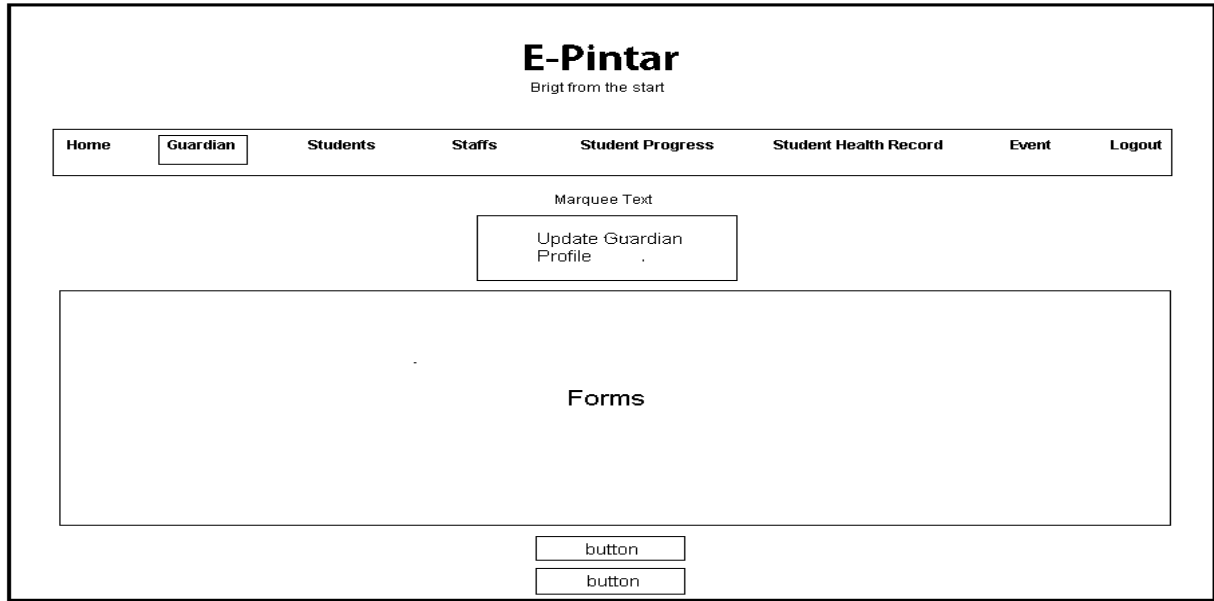 E-Pintar
Brigt from the start
Home Guardian Students Staffs Student Progress Student Health Record Event Logout
Marquee Text
Update Guardian
Profile
Forms
button
button